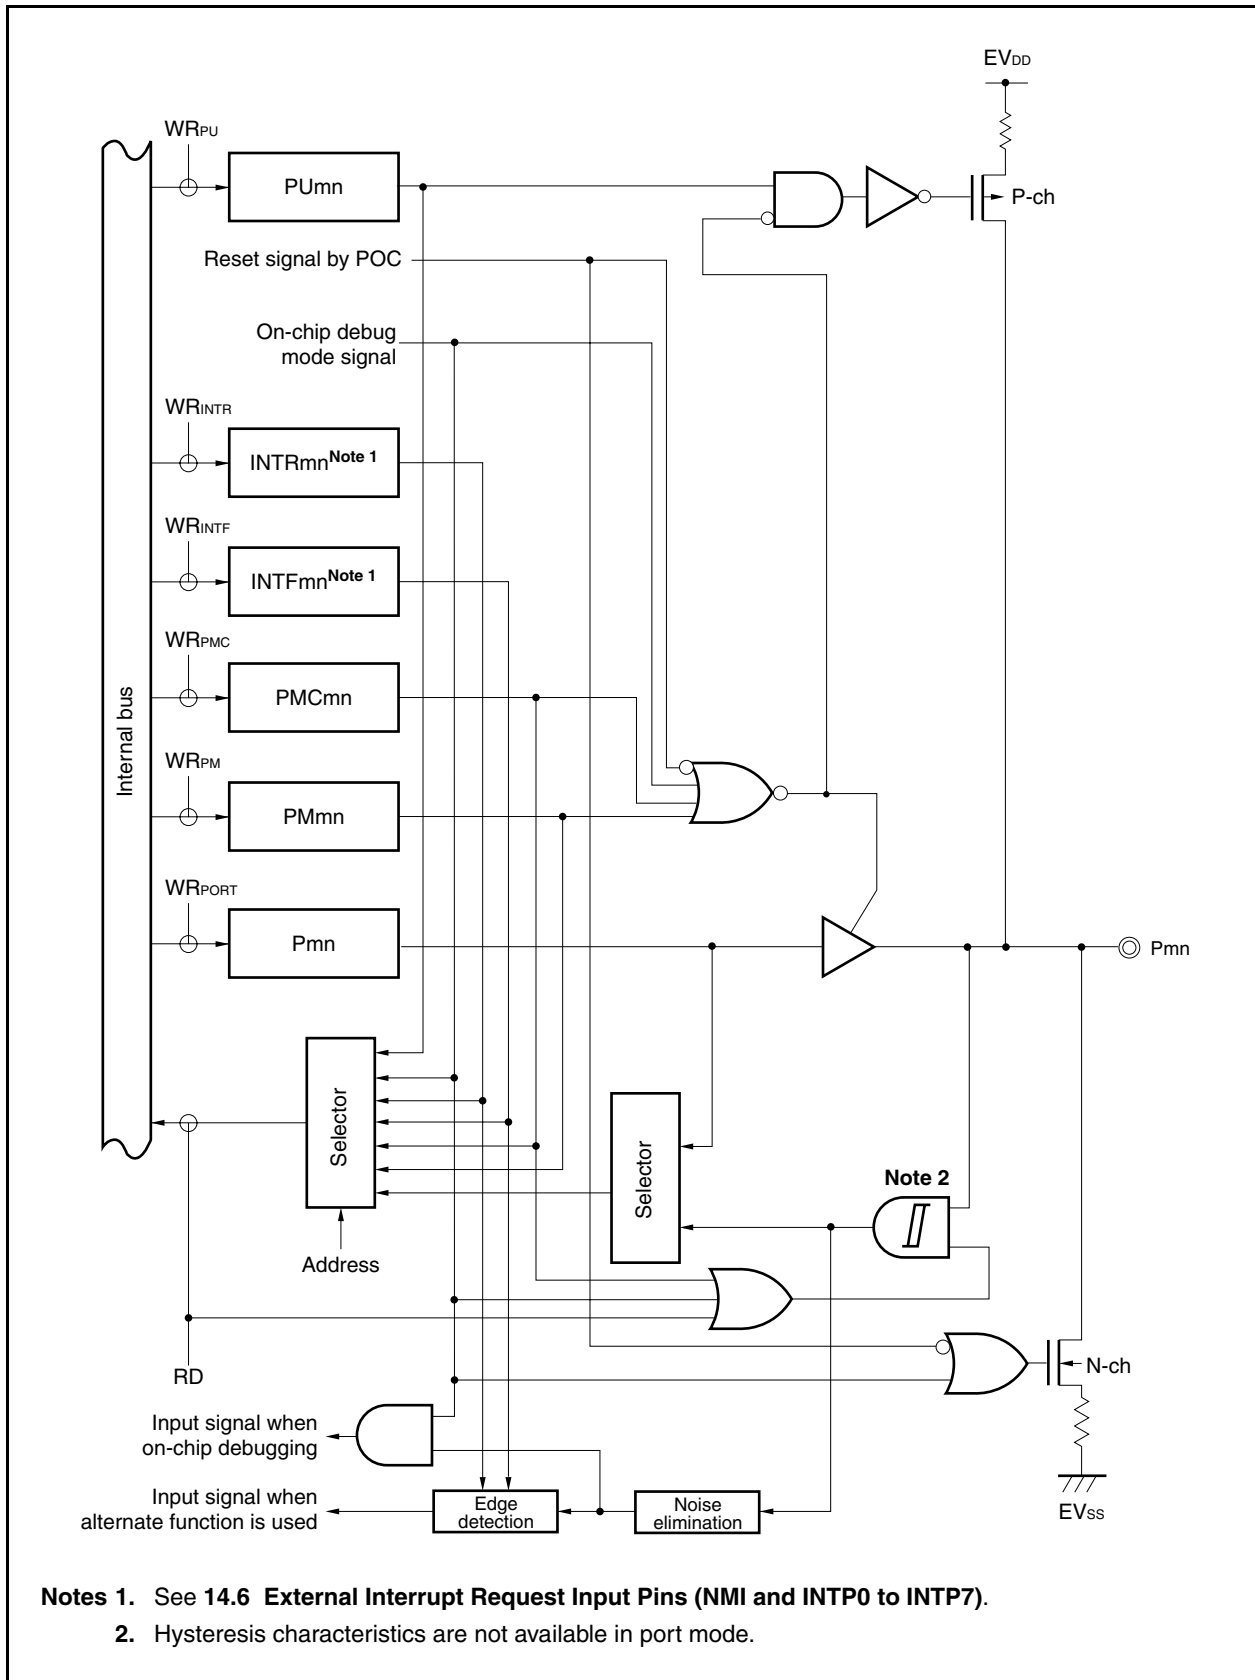 EVDD
WRPU
PUmn
P-ch
Reset signal by POC
On-chip debug
mode signal
WRINTR
INTRmnNote 1
WRINTF
INTFmnNote 1
WRPMC
PMCmn
Internal bus
WRPM
PMmn
WRPORT
Pmn
Pmn
Selector
Selector
Note 2
Address
RD
N-ch
Input signal when
on-chip debugging
Input signal when
alternate function is used
Edge
detection
Noise
elimination
EVSS
Notes 1. See 14.6 External Interrupt Request Input Pins (NMI and INTP0 to INTP7).
2. Hysteresis characteristics are not available in port mode.